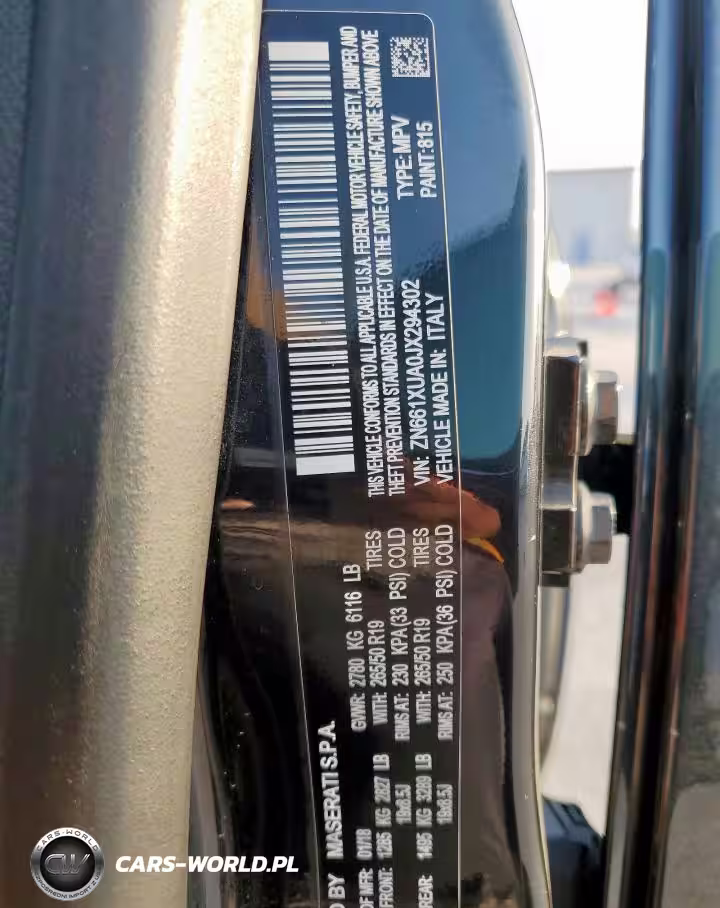 D BY MASERATI S.P.A.
OF MFR: 01/18 GVWR: 2780 KG 6116 LB
FRONT: 1285 KG 2827 LB WITH: 265/50 R19 TIRES
19x8.5J RIMS AT: 230 KPA(33 PSI) COLD
REAR: 1495 KG 3289 LB WITH: 265/50 R19 TIRES
19x8.5J RIMS AT: 250 KPA(36 PSI) COLD
THIS VEHICLE CONFORMS TO ALL APPLICABLE U.S.A. FEDERAL MOTOR VEHICLE SAFETY, BUMPER AND
THEFT PREVENTION STANDARDS IN EFFECT ON THE DATE OF MANUFACTURE SHOWN ABOVE
VIN: ZN661XUA0JX294302 TYPE: MPV
VEHICLE MADE IN: ITALY PAINT: 815
CARS-WORLD
CW
CARS-WORLD.PL